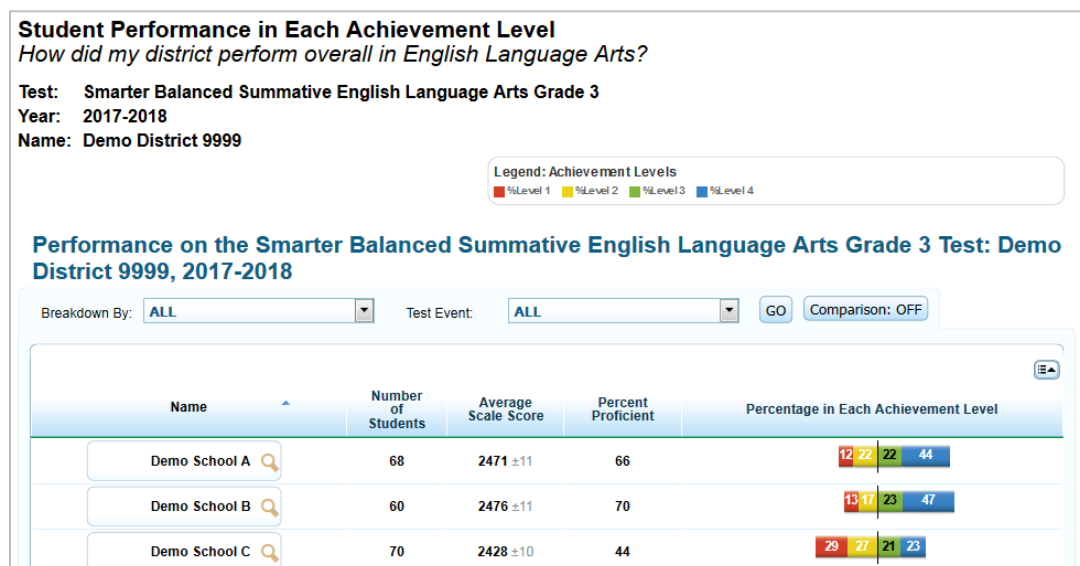 Student Performance in Each Achievement Level
How did my district perform overall in English Language Arts?
Test: Smarter Balanced Summative English Language Arts Grade 3
Year: 2017-2018
Name: Demo District 9999
Legend: Achievement Levels
%Level 1 %Level 2 %Level 3 %Level 4
Performance on the Smarter Balanced Summative English Language Arts Grade 3 Test: Demo
District 9999, 2017-2018
Breakdown By: ALL Test Event: ALL GO Comparison: OFF
Name Number of Students Average Scale Score Percent Proficient Percentage in Each Achievement Level
Demo School A 68 2471 ±11 66 12 22 22 44
Demo School B 60 2476 ±11 70 13 17 23 47
Demo School C 70 2428 ±10 44 29 27 21 23